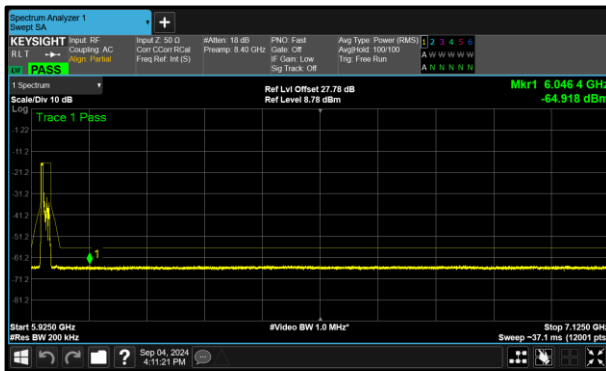 Spectrum Analyzer 1
Swept SA
KEYSIGHT Input: RF Input Z: 50 Ω #Atten: 18 dB PNO: Fast Avg Type: Power (RMS) 1 2 3 4 5 6
RLT Coupling: AC Corr CCorr RCal Preamp: 8.40 GHz Gate: Off Avg|Hold: 100/100 A W W W W W
Align: Partial Freq Ref: Int (S) IF Gain: Low Trig: Free Run
LW PASS Sig Track: Off A N N N N N
1 Spectrum Ref Lvl Offset 27.78 dB Mkr1 6.046 4 GHz
Scale/Div 10 dB Ref Level 8.78 dBm -64.918 dBm
Log
Trace 1 Pass
-1.22
-11.2
-21.2
-31.2
-41.2
-51.2
-61.2
1
-71.2
-81.2
Start 5.9250 GHz #Video BW 1.0 MHz* Stop 7.1250 GHz
#Res BW 200 kHz Sweep ~37.1 ms (12001 pts)
Sep 04, 2024
4:11:21 PM